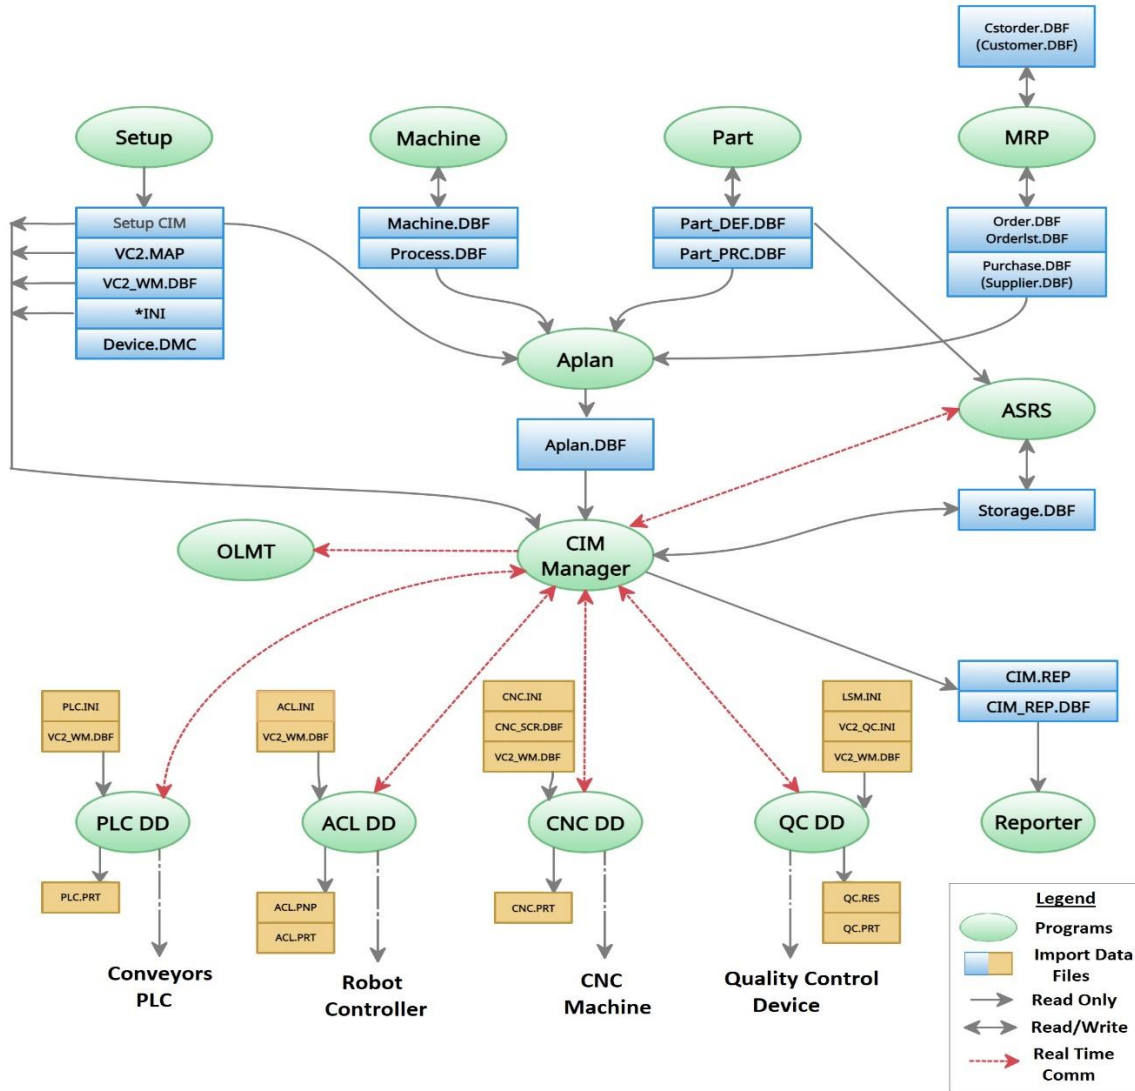 Cstorder.DBF
(Customer.DBF)
Setup
Machine
Part
MRP
Setup CIM
VC2.MAP
VC2_WM.DBF
*INI
Device.DMC
Machine.DBF
Process.DBF
Part_DEF.DBF
Part_PRC.DBF
Order.DBF
Orderlst.DBF
Purchase.DBF
(Supplier.DBF)
Aplan
ASRS
Aplan.DBF
Storage.DBF
OLMT
CIM
Manager
CIM.REP
CIM_REP.DBF
PLC.INI
VC2_WM.DBF
ACL.INI
VC2_WM.DBF
CNC.INI
CNC_SCR.DBF
VC2_WM.DBF
LSM.INI
VC2_QC.INI
VC2_WM.DBF
PLC DD
ACL DD
CNC DD
QC DD
Reporter
PLC.PRT
ACL.PNP
ACL.PRT
CNC.PRT
QC.RES
QC.PRT
Conveyors
PLC
Robot
Controller
CNC
Machine
Quality Control
Device
Legend
Programs
Import Data
Files
Read Only
Read/Write
Real Time
Comm